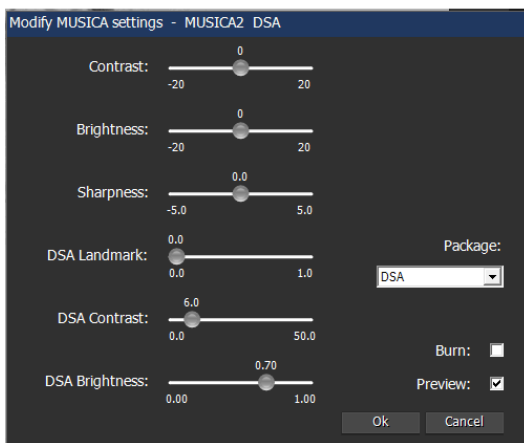 Modify MUSICA settings - MUSICA2 DSA
Contrast:
0
-20 20
Brightness:
0
-20 20
Sharpness:
0.0
-5.0 5.0
DSA Landmark:
0.0
0.0 1.0
Package:
DSA
DSA Contrast:
6.0
0.0 50.0
Burn:
DSA Brightness:
0.70
0.00 1.00
Preview:
Ok Cancel